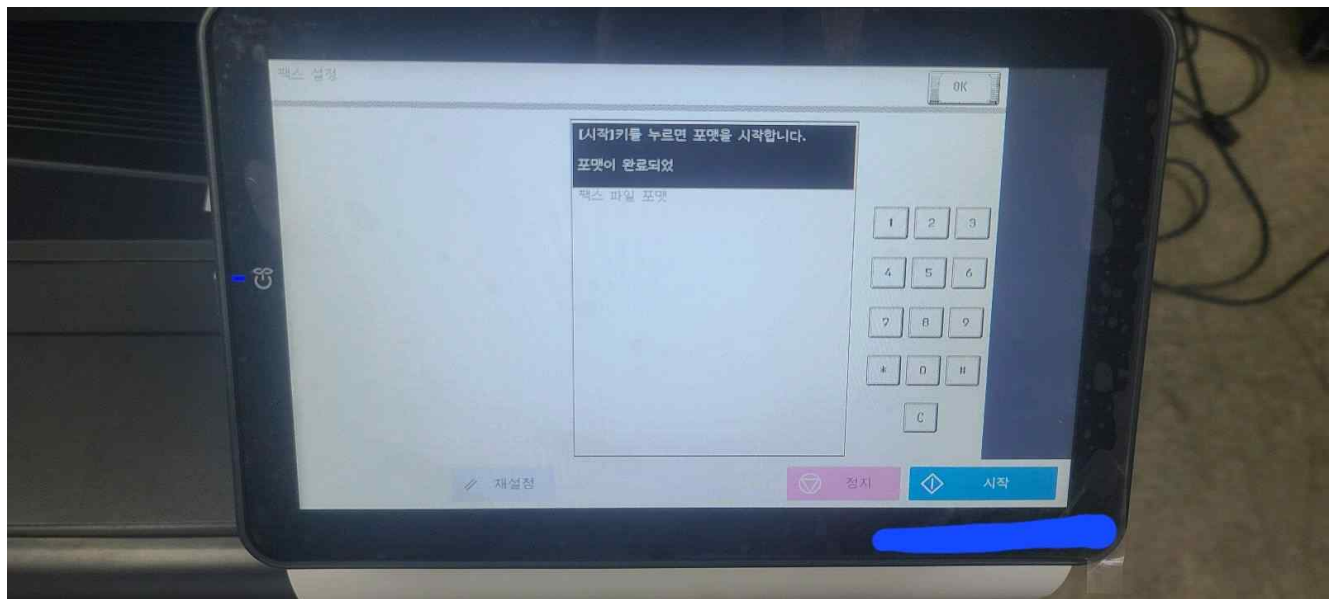 팩스 설정
OK
[시작]키를 누르면 포맷을 시작합니다.
포맷이 완료되었
팩스 파일 포맷
1 2 3
4 5 6
7 8 9
* 0 #
C
재설정
정지
시작